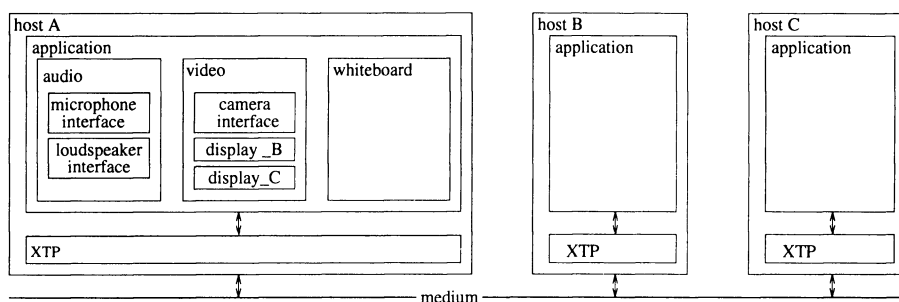 host A
application
audio
microphone
interface
loudspeaker
interface
video
camera
interface
display _B
display_C
whiteboard
XTP
host B
application
XTP
host C
application
XTP
medium